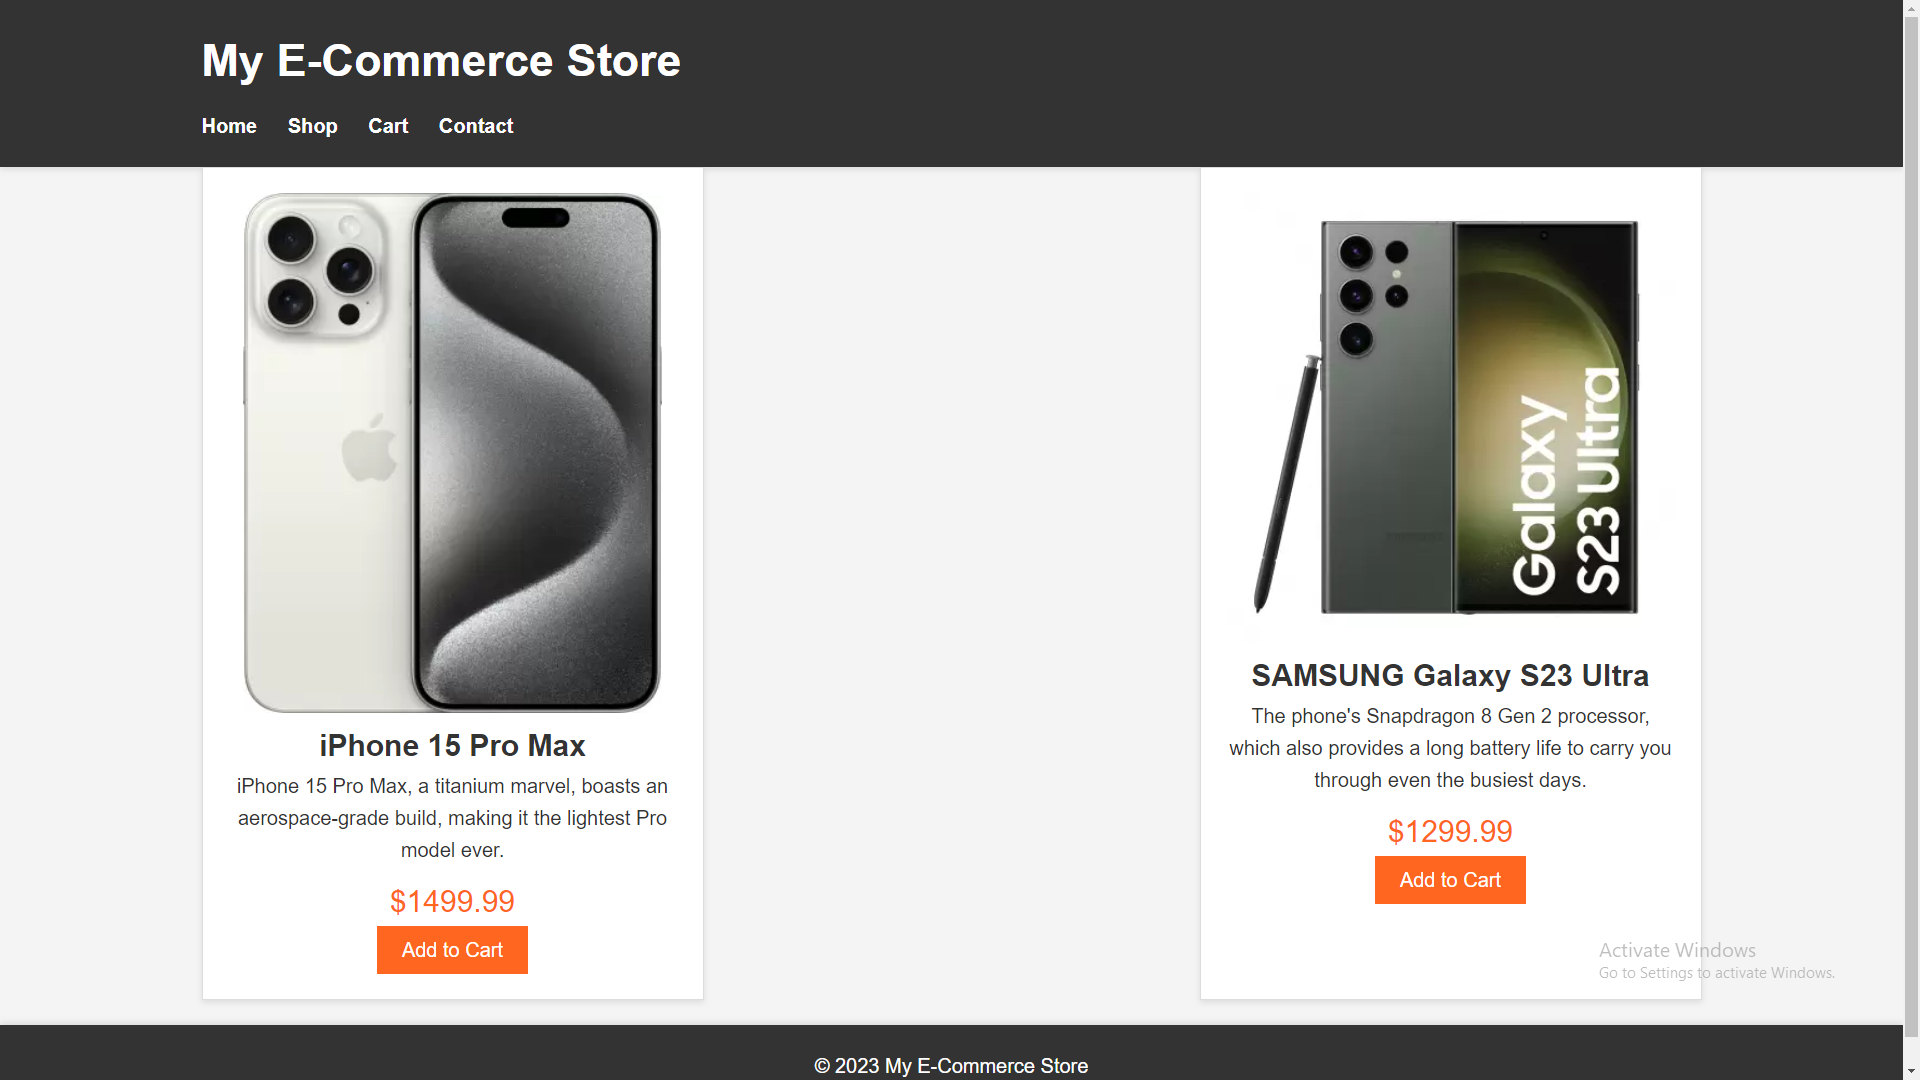 My E-Commerce Store
Home Shop Cart Contact
Galaxy
S23 Ultra
iPhone 15 Pro Max
iPhone 15 Pro Max, a titanium marvel, boasts an
aerospace-grade build, making it the lightest Pro
model ever.
$1499.99
Add to Cart
SAMSUNG Galaxy S23 Ultra
The phone's Snapdragon 8 Gen 2 processor,
which also provides a long battery life to carry you
through even the busiest days.
$1299.99
Add to Cart
Activate Windows
Go to Settings to activate Windows.
© 2023 My E-Commerce Store